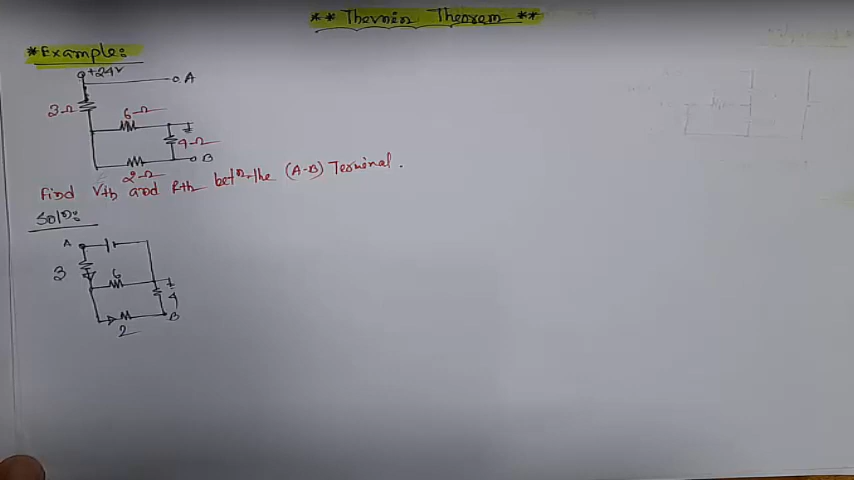 ** Thevnin Theorem **
*Example:
+24V
A
3Ω
6Ω
4Ω
B
2Ω
Find Vth and Rth betn the (A-B) Terminal.
Soln:
A
3
6
4
B
2